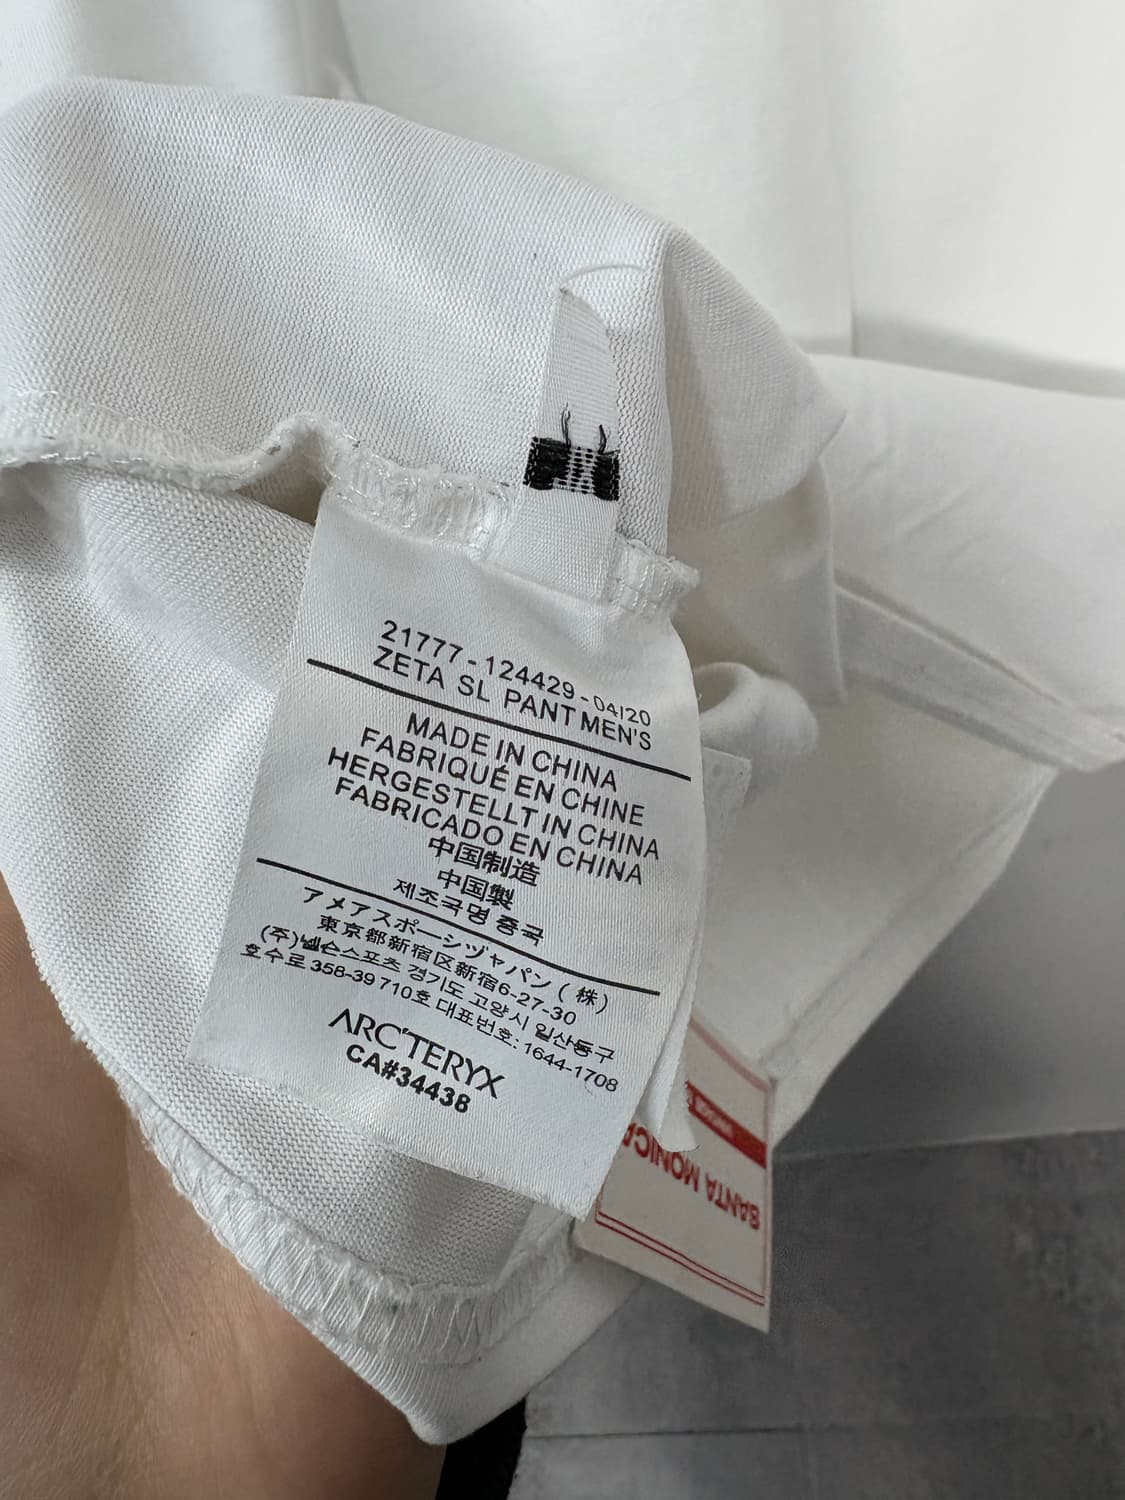 21777-124429-04/20
ZETA SL PANT MEN'S
MADE IN CHINA
FABRIQUÉ EN CHINE
HERGESTELLT IN CHINA
FABRICADO EN CHINA
中国制造
中国製
제조국명 중국
アメアスポーシヅャパン (株)
東京都新宿区新宿6-27-30
(주)넬슨스포츠 경기도 고양시 일산동구
호수로 358-39 710호 대표번호: 1644-1708
ARC'TERYX
CA#34438
SANTA MONICA